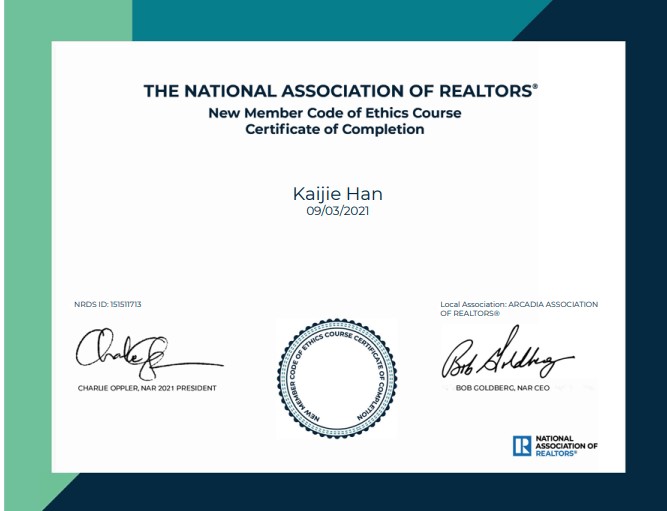 THE NATIONAL ASSOCIATION OF REALTORS®
New Member Code of Ethics Course
Certificate of Completion
Kaijie Han
09/03/2021
NRDS ID: 151511713
Local Association: ARCADIA ASSOCIATION
OF REALTORS®
Charlie
Bob Goldberg
CHARLIE OPPLER, NAR 2021 PRESIDENT
NEW MEMBER CODE OF ETHICS COURSE CERTIFICATE OF COMPLETION
BOB GOLDBERG, NAR CEO
R
NATIONAL
ASSOCIATION OF
REALTORS®